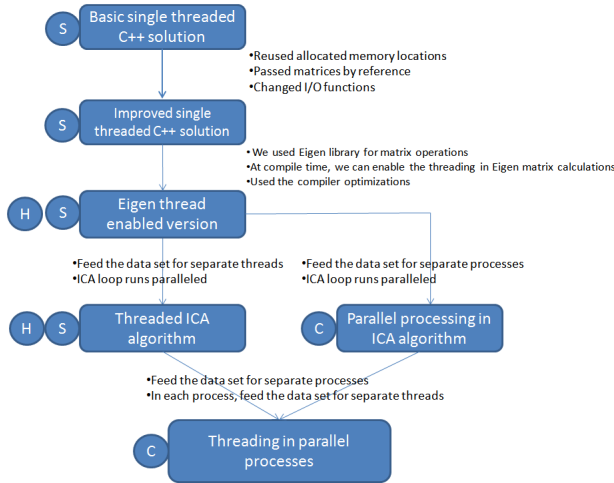 S
Basic single threaded
C++ solution
•Reused allocated memory locations
•Passed matrices by reference
•Changed I/O functions
S
Improved single
threaded C++ solution
• We used Eigen library for matrix operations
•At compile time, we can enable the threading in Eigen matrix calculations
•Used the compiler optimizations
H
S
Eigen thread
enabled version
•Feed the data set for separate threads
•ICA loop runs paralleled
•Feed the data set for separate processes
•ICA loop runs paralleled
H
S
Threaded ICA
algorithm
C
Parallel processing in
ICA algorithm
•Feed the data set for separate processes
•In each process, feed the data set for separate threads
C
Threading in parallel
processes